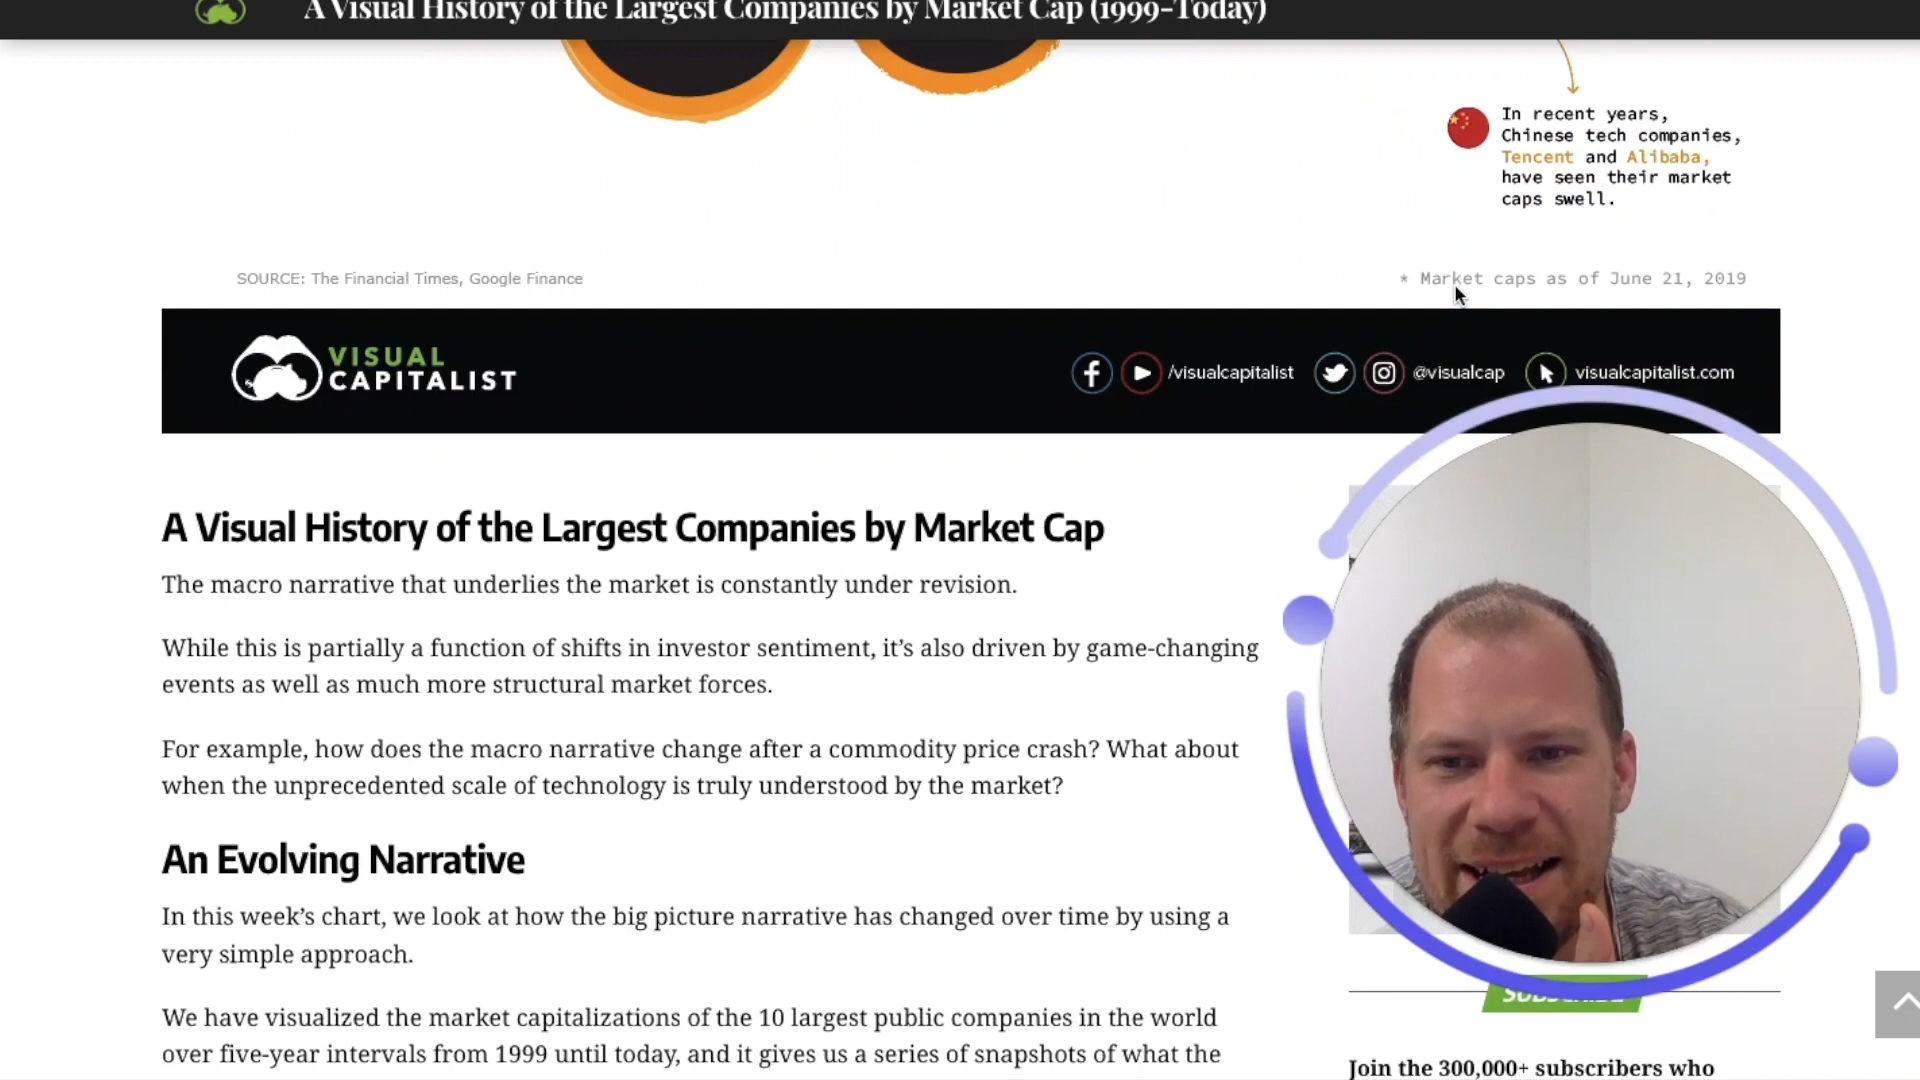 A Visual History of the Largest Companies by Market Cap (1999-Today)
In recent years,
Chinese tech companies,
Tencent and Alibaba,
have seen their market
caps swell.
SOURCE: The Financial Times, Google Finance
* Market caps as of June 21, 2019
VISUAL
CAPITALIST
/visualcapitalist
@visualcap
visualcapitalist.com
A Visual History of the Largest Companies by Market Cap
The macro narrative that underlies the market is constantly under revision.
While this is partially a function of shifts in investor sentiment, it’s also driven by game-changing
events as well as much more structural market forces.
For example, how does the macro narrative change after a commodity price crash? What about
when the unprecedented scale of technology is truly understood by the market?
An Evolving Narrative
In this week’s chart, we look at how the big picture narrative has changed over time by using a
very simple approach.
We have visualized the market capitalizations of the 10 largest public companies in the world
over five-year intervals from 1999 until today, and it gives us a series of snapshots of what the
Join the 300,000+ subscribers who